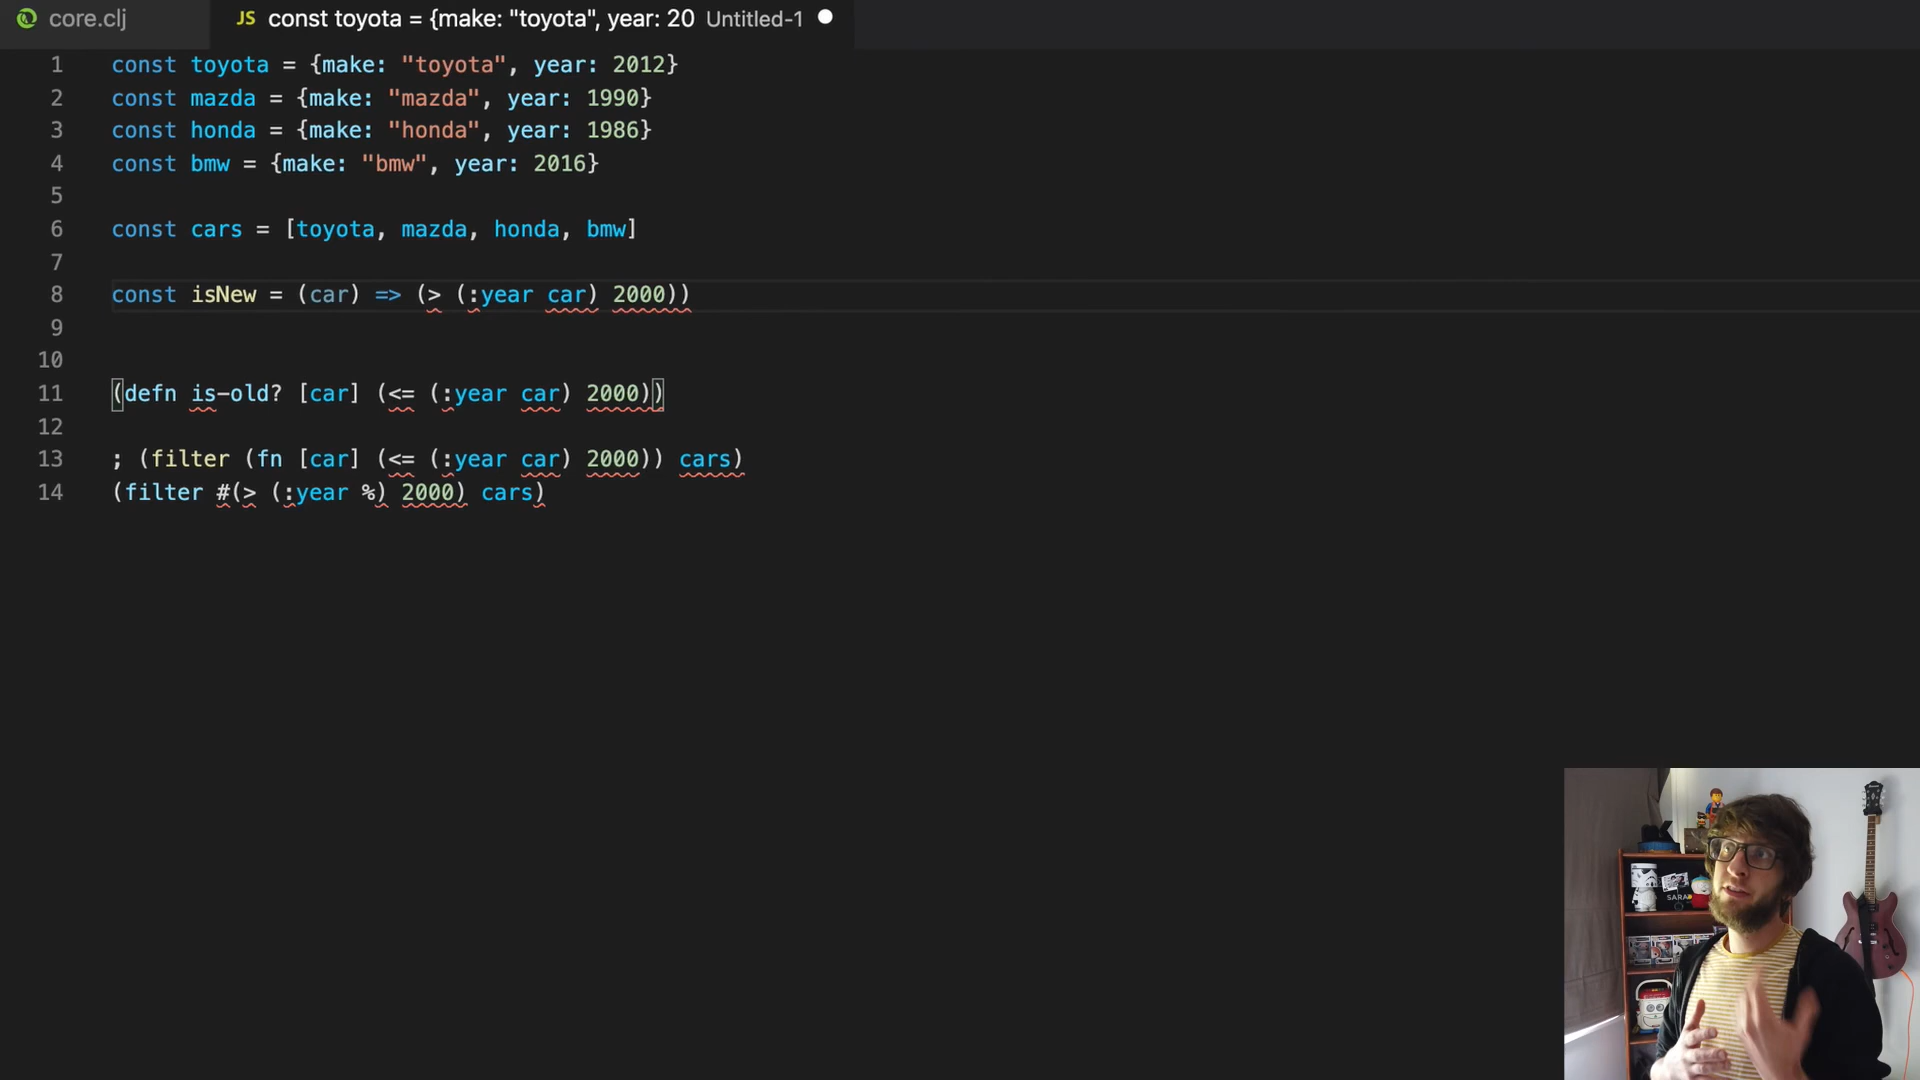 core.clj
JS const toyota = {make: "toyota", year: 20 Untitled-1
1 const toyota = {make: "toyota", year: 2012}
2 const mazda = {make: "mazda", year: 1990}
3 const honda = {make: "honda", year: 1986}
4 const bmw = {make: "bmw", year: 2016}
5
6 const cars = [toyota, mazda, honda, bmw]
7
8 const isNew = (car) => (> (:year car) 2000))
9
10
11 (defn is-old? [car] (<= (:year car) 2000))
12
13 ; (filter (fn [car] (<= (:year car) 2000)) cars)
14 (filter #(> (:year %) 2000) cars)
SARA